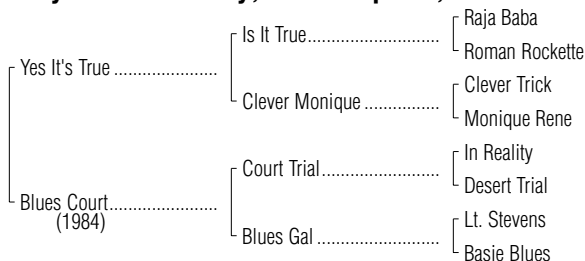 Raja Baba
Is It True
Roman Rockette
Yes It's True
Clever Trick
Clever Monique
Monique Rene
In Reality
Court Trial
Desert Trial
Blues Court
(1984)
Lt. Stevens
Blues Gal
Basie Blues